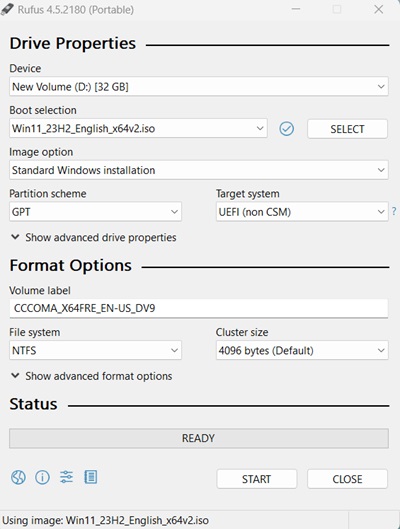 Rufus 4.5.2180 (Portable)
Drive Properties
Device
New Volume (D:) [32 GB]
Boot selection
Win11_23H2_English_x64v2.iso
SELECT
Image option
Standard Windows installation
Partition scheme
Target system
GPT
UEFI (non CSM)
?
Show advanced drive properties
Format Options
Volume label
CCCOMA_X64FRE_EN-US_DV9
File system
Cluster size
NTFS
4096 bytes (Default)
Show advanced format options
Status
READY
START
CLOSE
Using image: Win11_23H2_English_x64v2.iso